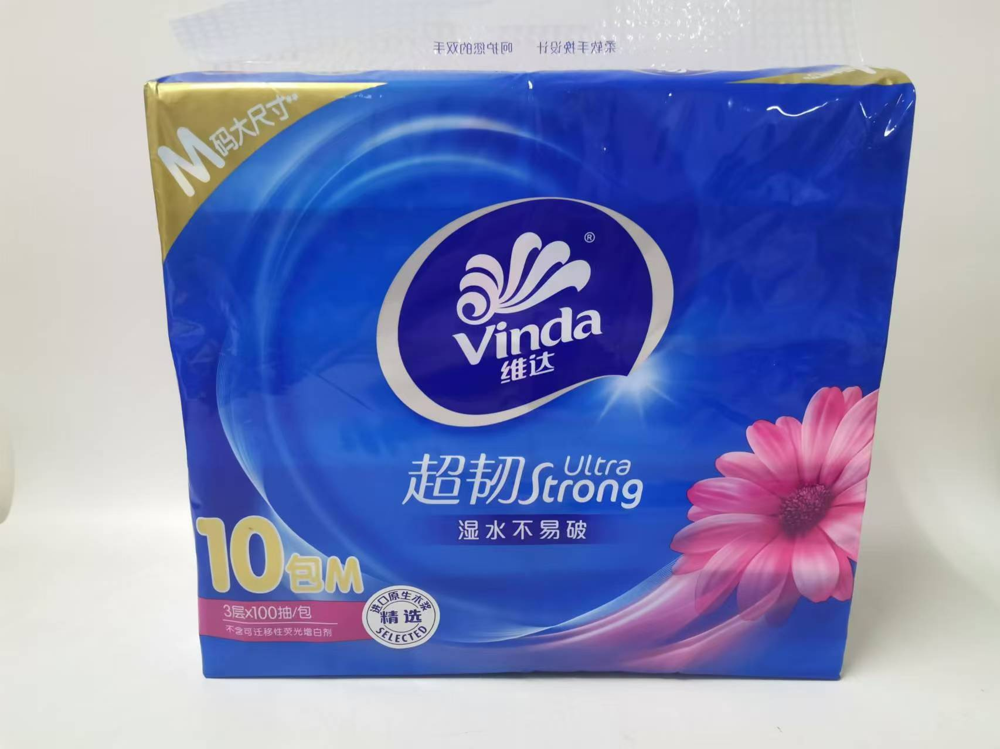 柔软手挽设计 呵护您的双手
M码大尺寸**
®
Vinda
维达
超韧 Ultra Strong
湿水不易破
10包M
3层x100抽/包
不含可迁移性荧光增白剂
进口原生木浆
精选
SELECTED